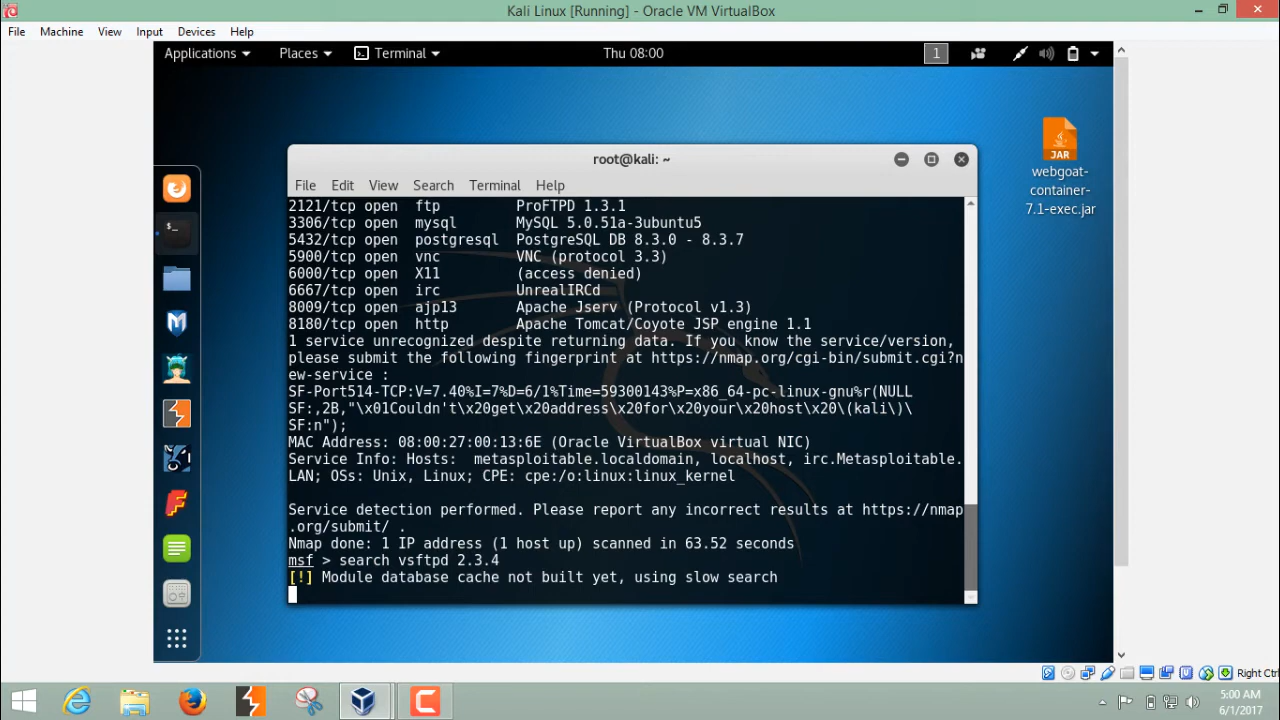 Kali Linux [Running] - Oracle VM VirtualBox
File Machine View Input Devices Help
Applications Places Terminal Thu 08:00 1
JAR
webgoat-
container-
7.1-exec.jar
root@kali: ~
File Edit View Search Terminal Help
2121/tcp open ftp ProFTPD 1.3.1
3306/tcp open mysql MySQL 5.0.51a-3ubuntu5
5432/tcp open postgresql PostgreSQL DB 8.3.0 - 8.3.7
5900/tcp open vnc VNC (protocol 3.3)
6000/tcp open X11 (access denied)
6667/tcp open irc UnrealIRCd
8009/tcp open ajp13 Apache Jserv (Protocol v1.3)
8180/tcp open http Apache Tomcat/Coyote JSP engine 1.1
1 service unrecognized despite returning data. If you know the service/version,
please submit the following fingerprint at https://nmap.org/cgi-bin/submit.cgi?n
ew-service :
SF-Port514-TCP:V=7.40%I=7%D=6/1%Time=59300143%P=x86_64-pc-linux-gnu%r(NULL
SF:,2B,"\x01Couldn't\x20get\x20address\x20for\x20your\x20host\x20\(kali\)\
SF:n");
MAC Address: 08:00:27:00:13:6E (Oracle VirtualBox virtual NIC)
Service Info: Hosts:  metasploitable.localdomain, localhost, irc.Metasploitable.
LAN; OSs: Unix, Linux; CPE: cpe:/o:linux:linux_kernel
Service detection performed. Please report any incorrect results at https://nmap
.org/submit/ .
Nmap done: 1 IP address (1 host up) scanned in 63.52 seconds
msf > search vsftpd 2.3.4
[!] Module database cache not built yet, using slow search
Right Ctrl
5:00 AM
6/1/2017